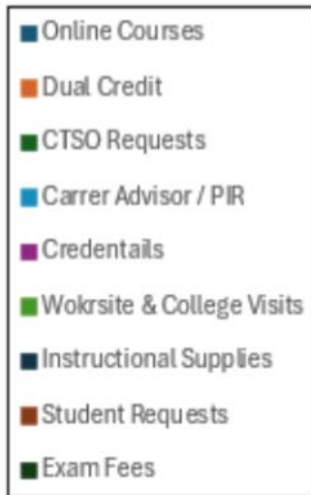 Online Courses
Dual Credit
CTSO Requests
Carrer Advisor / PIR
Credentails
Wokrsite & College Visits
Instructional Supplies
Student Requests
Exam Fees